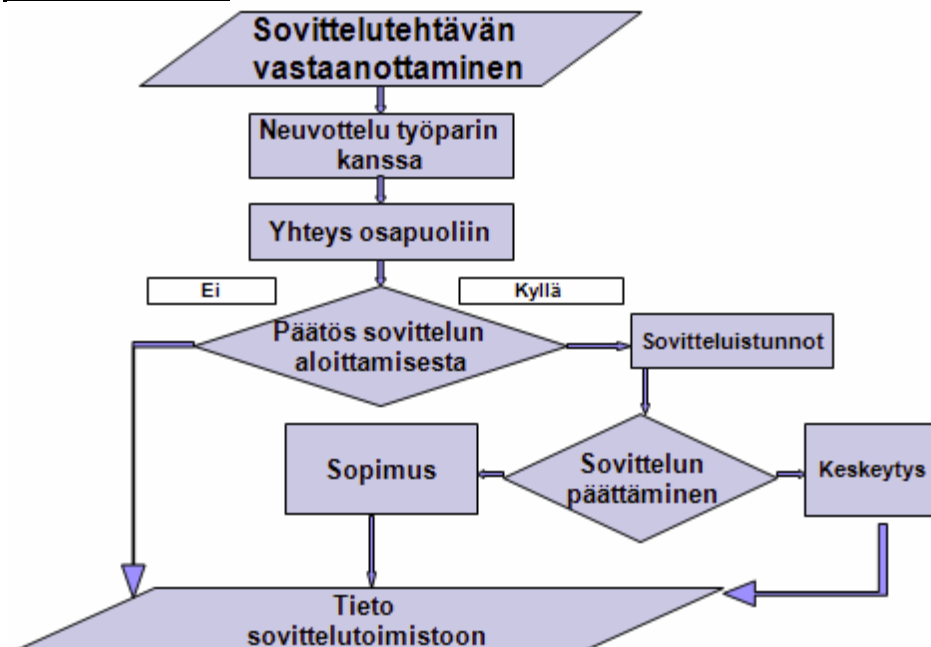 Sovittelutehtävän
vastaanottaminen
Neuvottelu työparin
kanssa
Yhteys osapuoliin
Ei
Kyllä
Päätös sovittelun
aloittamisesta
Sovitteluistunnot
Sopimus
Sovittelun
päättäminen
Keskeytys
Tieto
sovittelutoimistoon